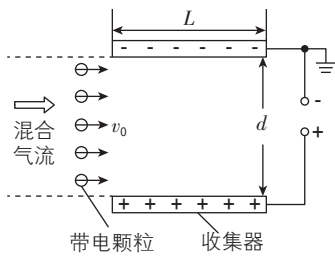 L
- - - - - -
-
+
混合
气流
v₀
d
+ + + + + +
带电颗粒
收集器